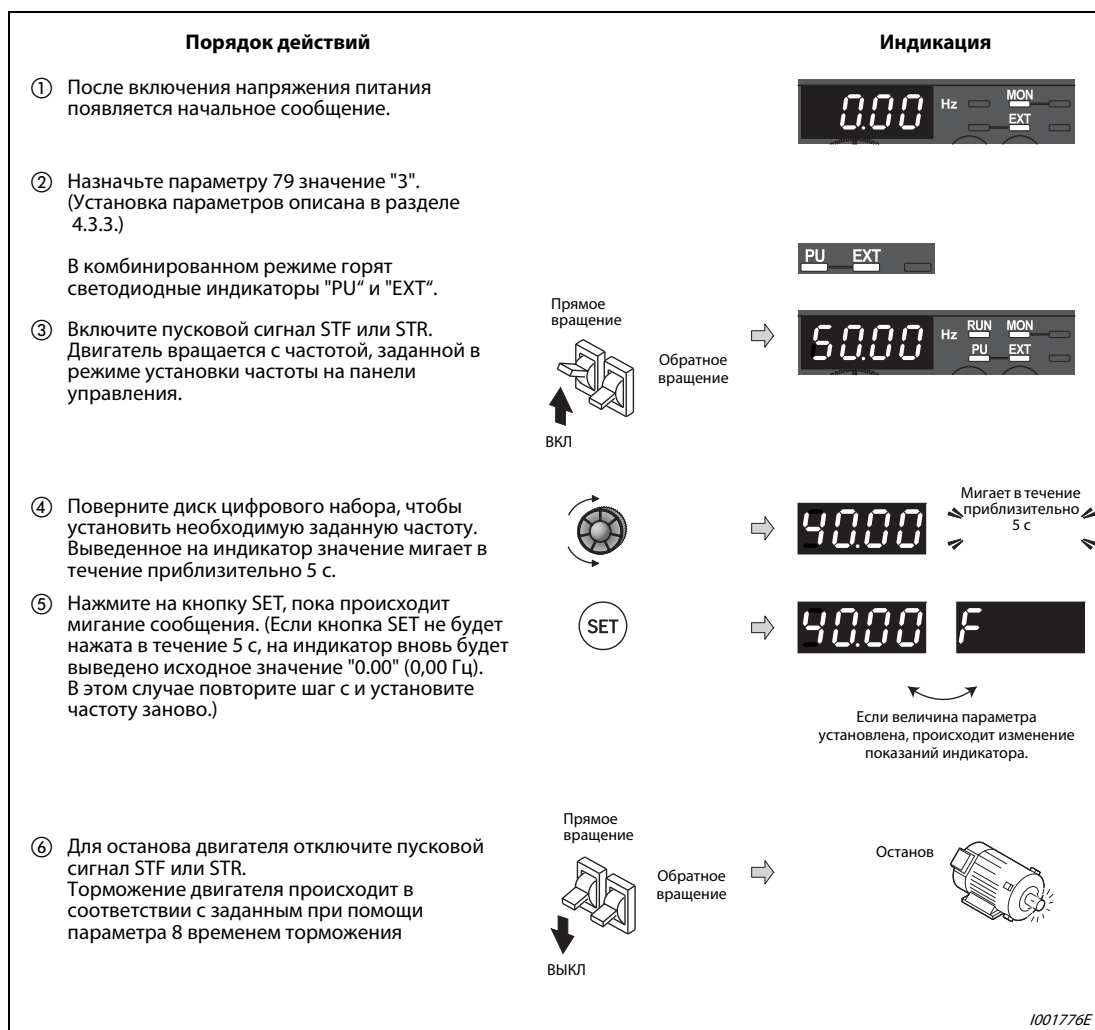 Порядок действий
Индикация
① После включения напряжения питания
появляется начальное сообщение.
0.00 Hz MON
EXT
② Назначьте параметру 79 значение "3".
(Установка параметров описана в разделе
4.3.3.)
В комбинированном режиме горят
светодиодные индикаторы "PU“ и "EXT“.
PU EXT
③ Включите пусковой сигнал STF или STR.
Двигатель вращается с частотой, заданной в
режиме установки частоты на панели
управления.
Прямое
вращение
Обратное
вращение
ВКЛ
50.00 Hz RUN MON
PU EXT
④ Поверните диск цифрового набора, чтобы
установить необходимую заданную частоту.
Выведенное на индикатор значение мигает в
течение приблизительно 5 с.
40.00
Мигает в течение
приблизительно
5 с
⑤ Нажмите на кнопку SET, пока происходит
мигание сообщения. (Если кнопка SET не будет
нажата в течение 5 с, на индикатор вновь будет
выведено исходное значение "0.00" (0,00 Гц).
В этом случае повторите шаг с и установите
частоту заново.)
SET
40.00 F
Если величина параметра
установлена, происходит изменение
показаний индикатора.
⑥ Для останова двигателя отключите пусковой
сигнал STF или STR.
Торможение двигателя происходит в
соответствии с заданным при помощи
параметра 8 временем торможения
Прямое
вращение
Обратное
вращение
ВЫКЛ
Останов
I001776E